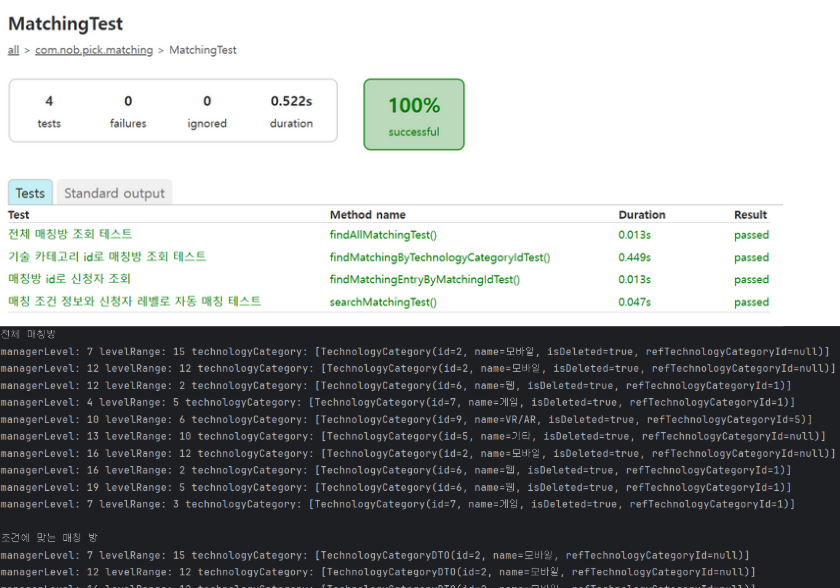 MatchingTest
all > com.nob.pick.matching > MatchingTest
4 0 0 0.522s
tests failures ignored duration
100%
successful
Tests Standard output
Test Method name Duration Result
전체 매칭방 조회 테스트 findAllMatchingTest() 0.013s passed
기술 카테고리 id로 매칭방 조회 테스트 findMatchingByTechnologyCategoryIdTest() 0.449s passed
매칭방 id로 신청자 조회 findMatchingEntryByMatchingIdTest() 0.013s passed
매칭 조건 정보와 신청자 레벨로 자동 매칭 테스트 searchMatchingTest() 0.047s passed
전체 매칭방
managerLevel: 7 levelRange: 15 technologyCategory: [TechnologyCategory(id=2, name=모바일, isDeleted=true, refTechnologyCategoryId=null)]
managerLevel: 12 levelRange: 12 technologyCategory: [TechnologyCategory(id=2, name=모바일, isDeleted=true, refTechnologyCategoryId=null)]
managerLevel: 12 levelRange: 2 technologyCategory: [TechnologyCategory(id=6, name=웹, isDeleted=true, refTechnologyCategoryId=1)]
managerLevel: 4 levelRange: 5 technologyCategory: [TechnologyCategory(id=7, name=게임, isDeleted=true, refTechnologyCategoryId=1)]
managerLevel: 10 levelRange: 6 technologyCategory: [TechnologyCategory(id=9, name=VR/AR, isDeleted=true, refTechnologyCategoryId=5)]
managerLevel: 13 levelRange: 10 technologyCategory: [TechnologyCategory(id=5, name=기타, isDeleted=true, refTechnologyCategoryId=null)]
managerLevel: 16 levelRange: 12 technologyCategory: [TechnologyCategory(id=2, name=모바일, isDeleted=true, refTechnologyCategoryId=null)]
managerLevel: 16 levelRange: 2 technologyCategory: [TechnologyCategory(id=6, name=웹, isDeleted=true, refTechnologyCategoryId=1)]
managerLevel: 19 levelRange: 5 technologyCategory: [TechnologyCategory(id=6, name=웹, isDeleted=true, refTechnologyCategoryId=1)]
managerLevel: 7 levelRange: 3 technologyCategory: [TechnologyCategory(id=7, name=게임, isDeleted=true, refTechnologyCategoryId=1)]
조건에 맞는 매칭 방
managerLevel: 7 levelRange: 15 technologyCategory: [TechnologyCategoryDTO(id=2, name=모바일, refTechnologyCategoryId=null)]
managerLevel: 12 levelRange: 12 technologyCategory: [TechnologyCategoryDTO(id=2, name=모바일, refTechnologyCategoryId=null)]